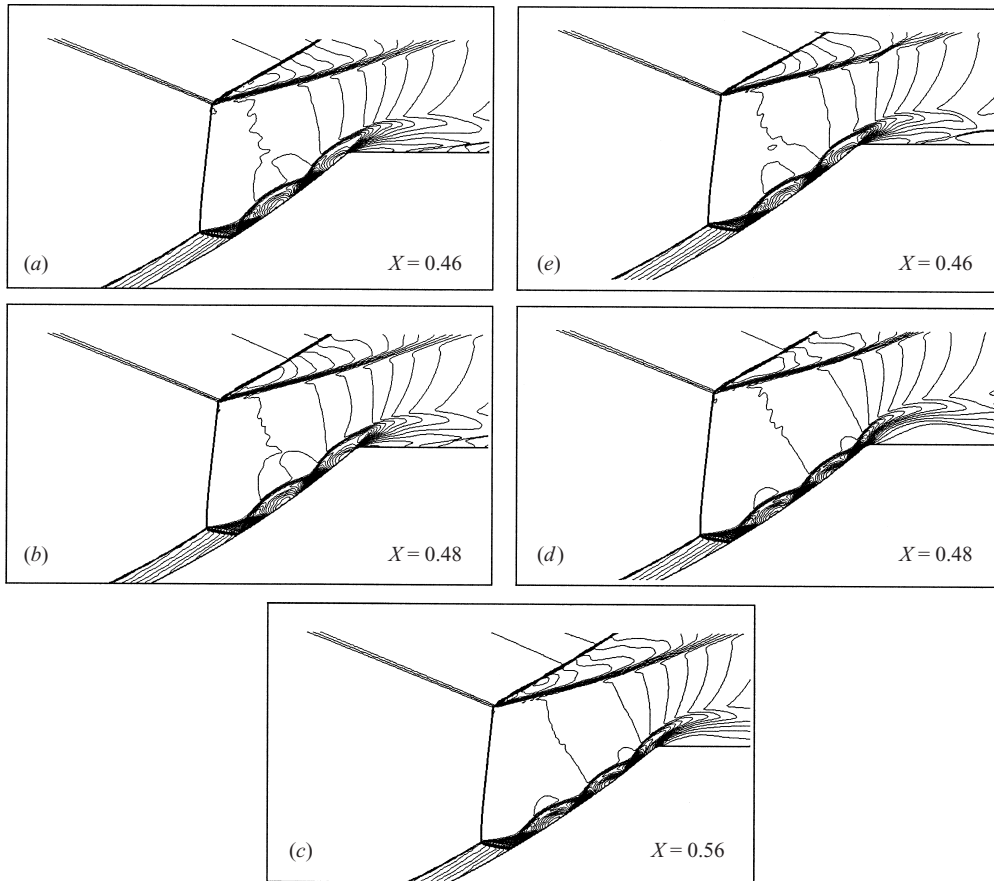 (a) X = 0.46
(e) X = 0.46
(b) X = 0.48
(d) X = 0.48
(c) X = 0.56